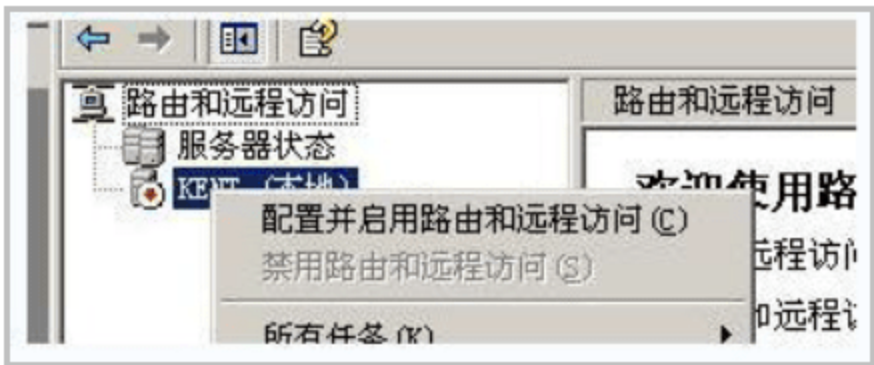 路由和远程访问
服务器状态
KENT (本地)
配置并启用路由和远程访问(C)
禁用路由和远程访问(S)
所有任务(K)
路由和远程访问
欢迎使用路
远程访问
和远程访